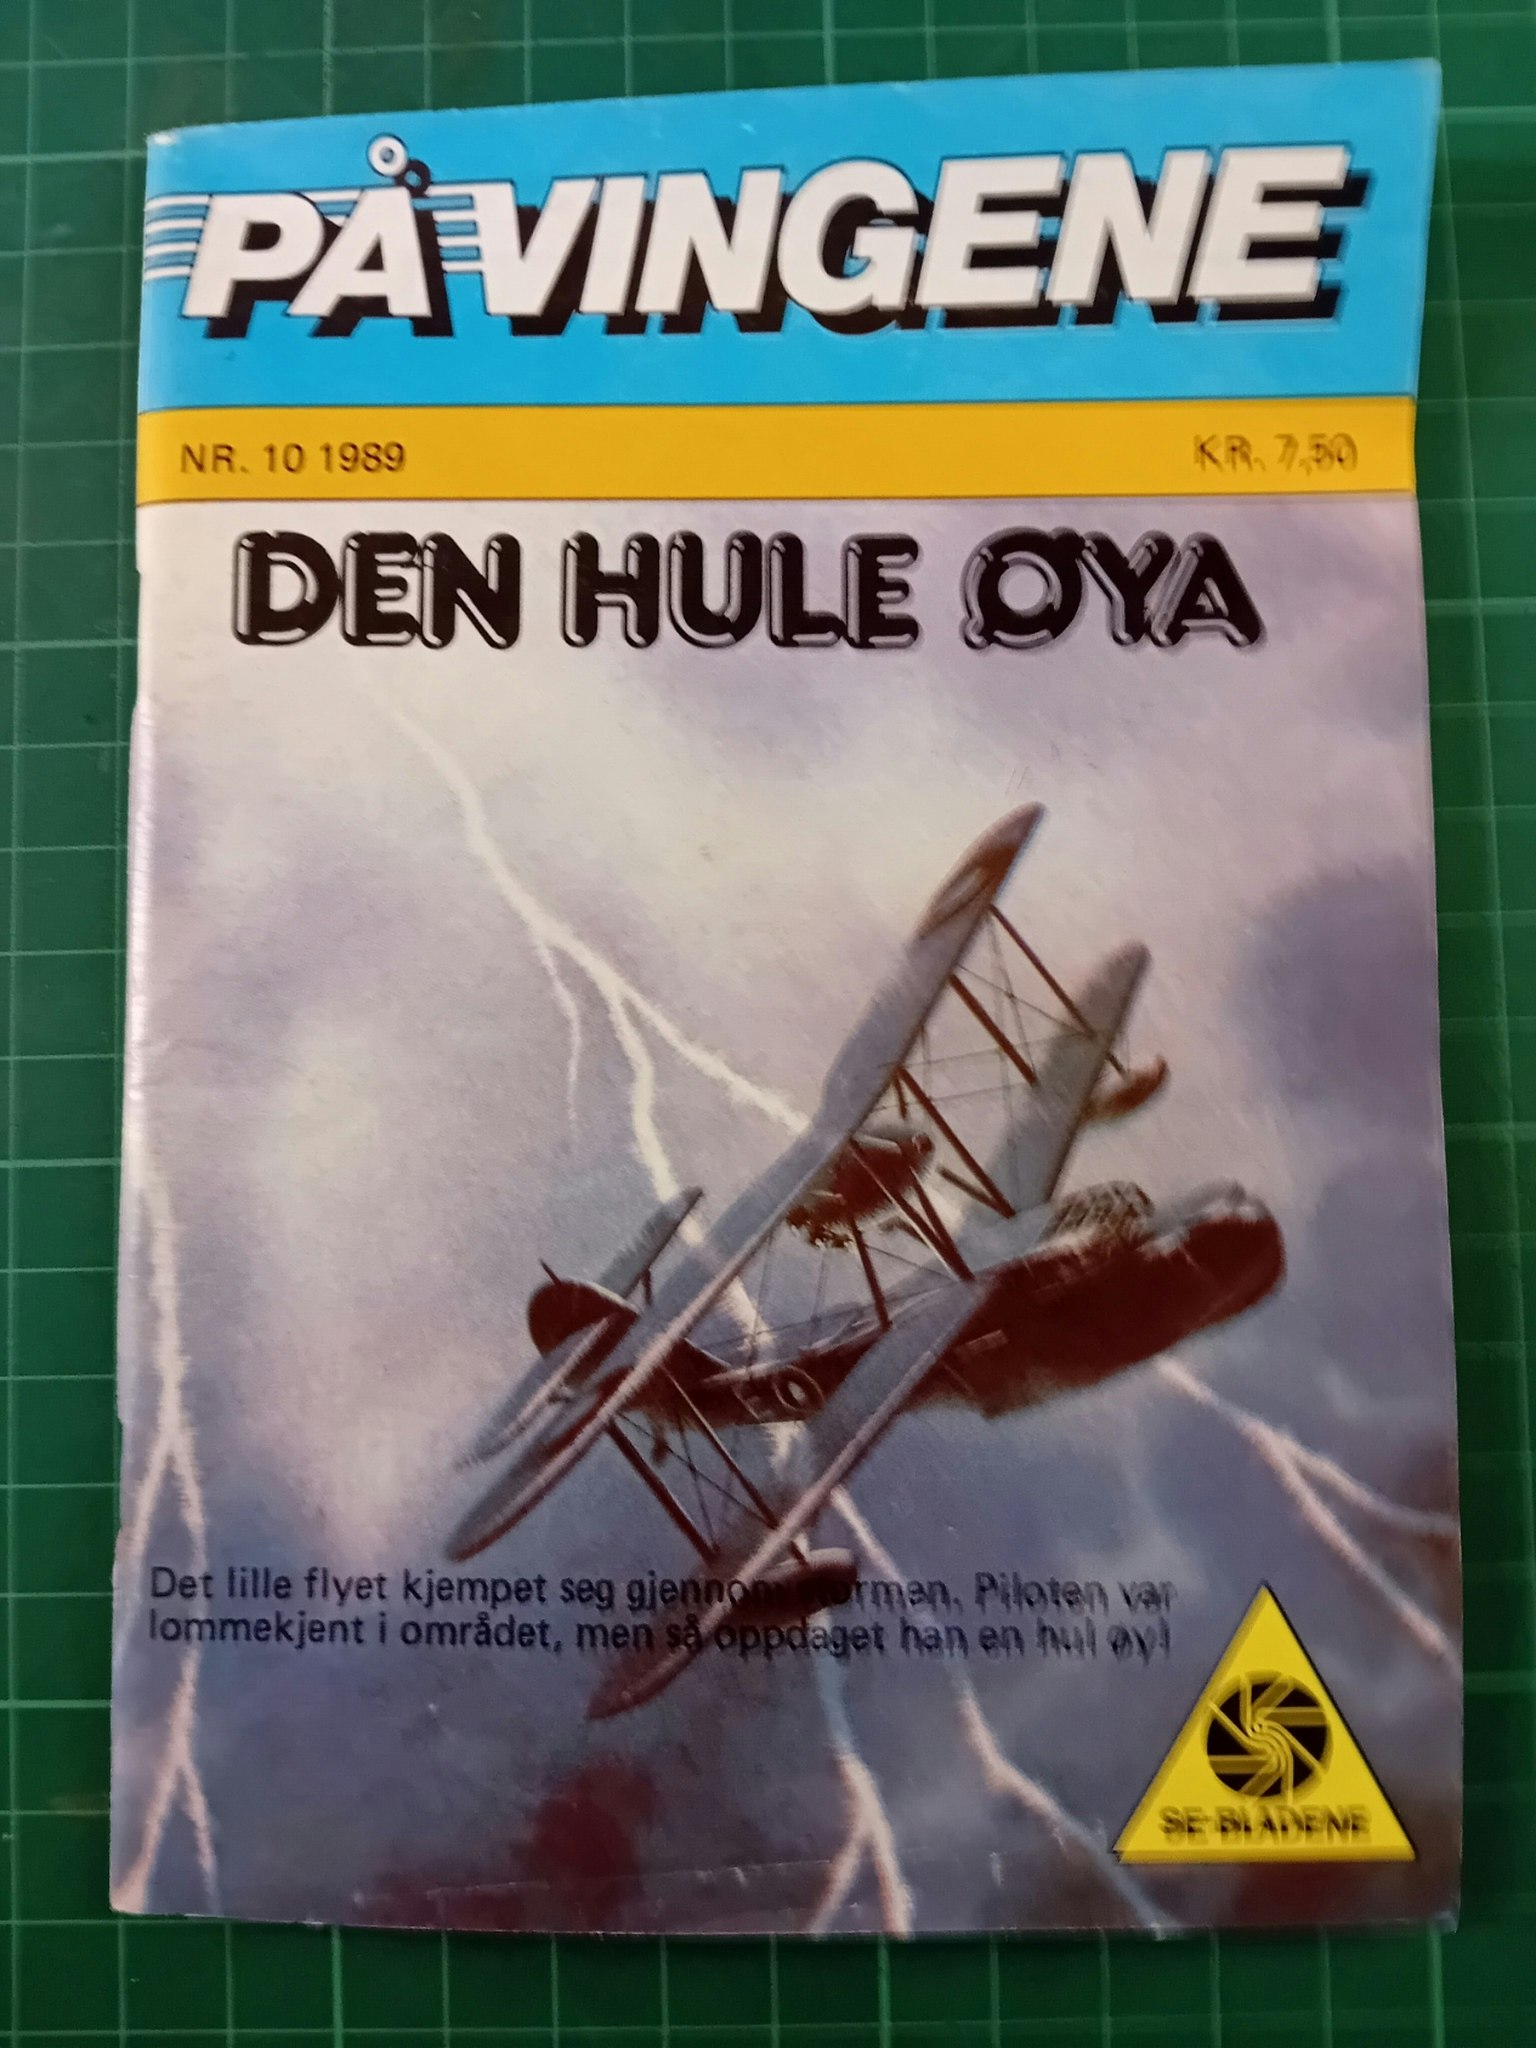 PÅ VINGENE
NR. 10 1989 KR. 7,50
DEN HULE ØYA
Det lille flyet kjempet seg gjennom stormen. Piloten var
lommekjent i området, men så oppdaget han en hul øy!
SE-BLADENE